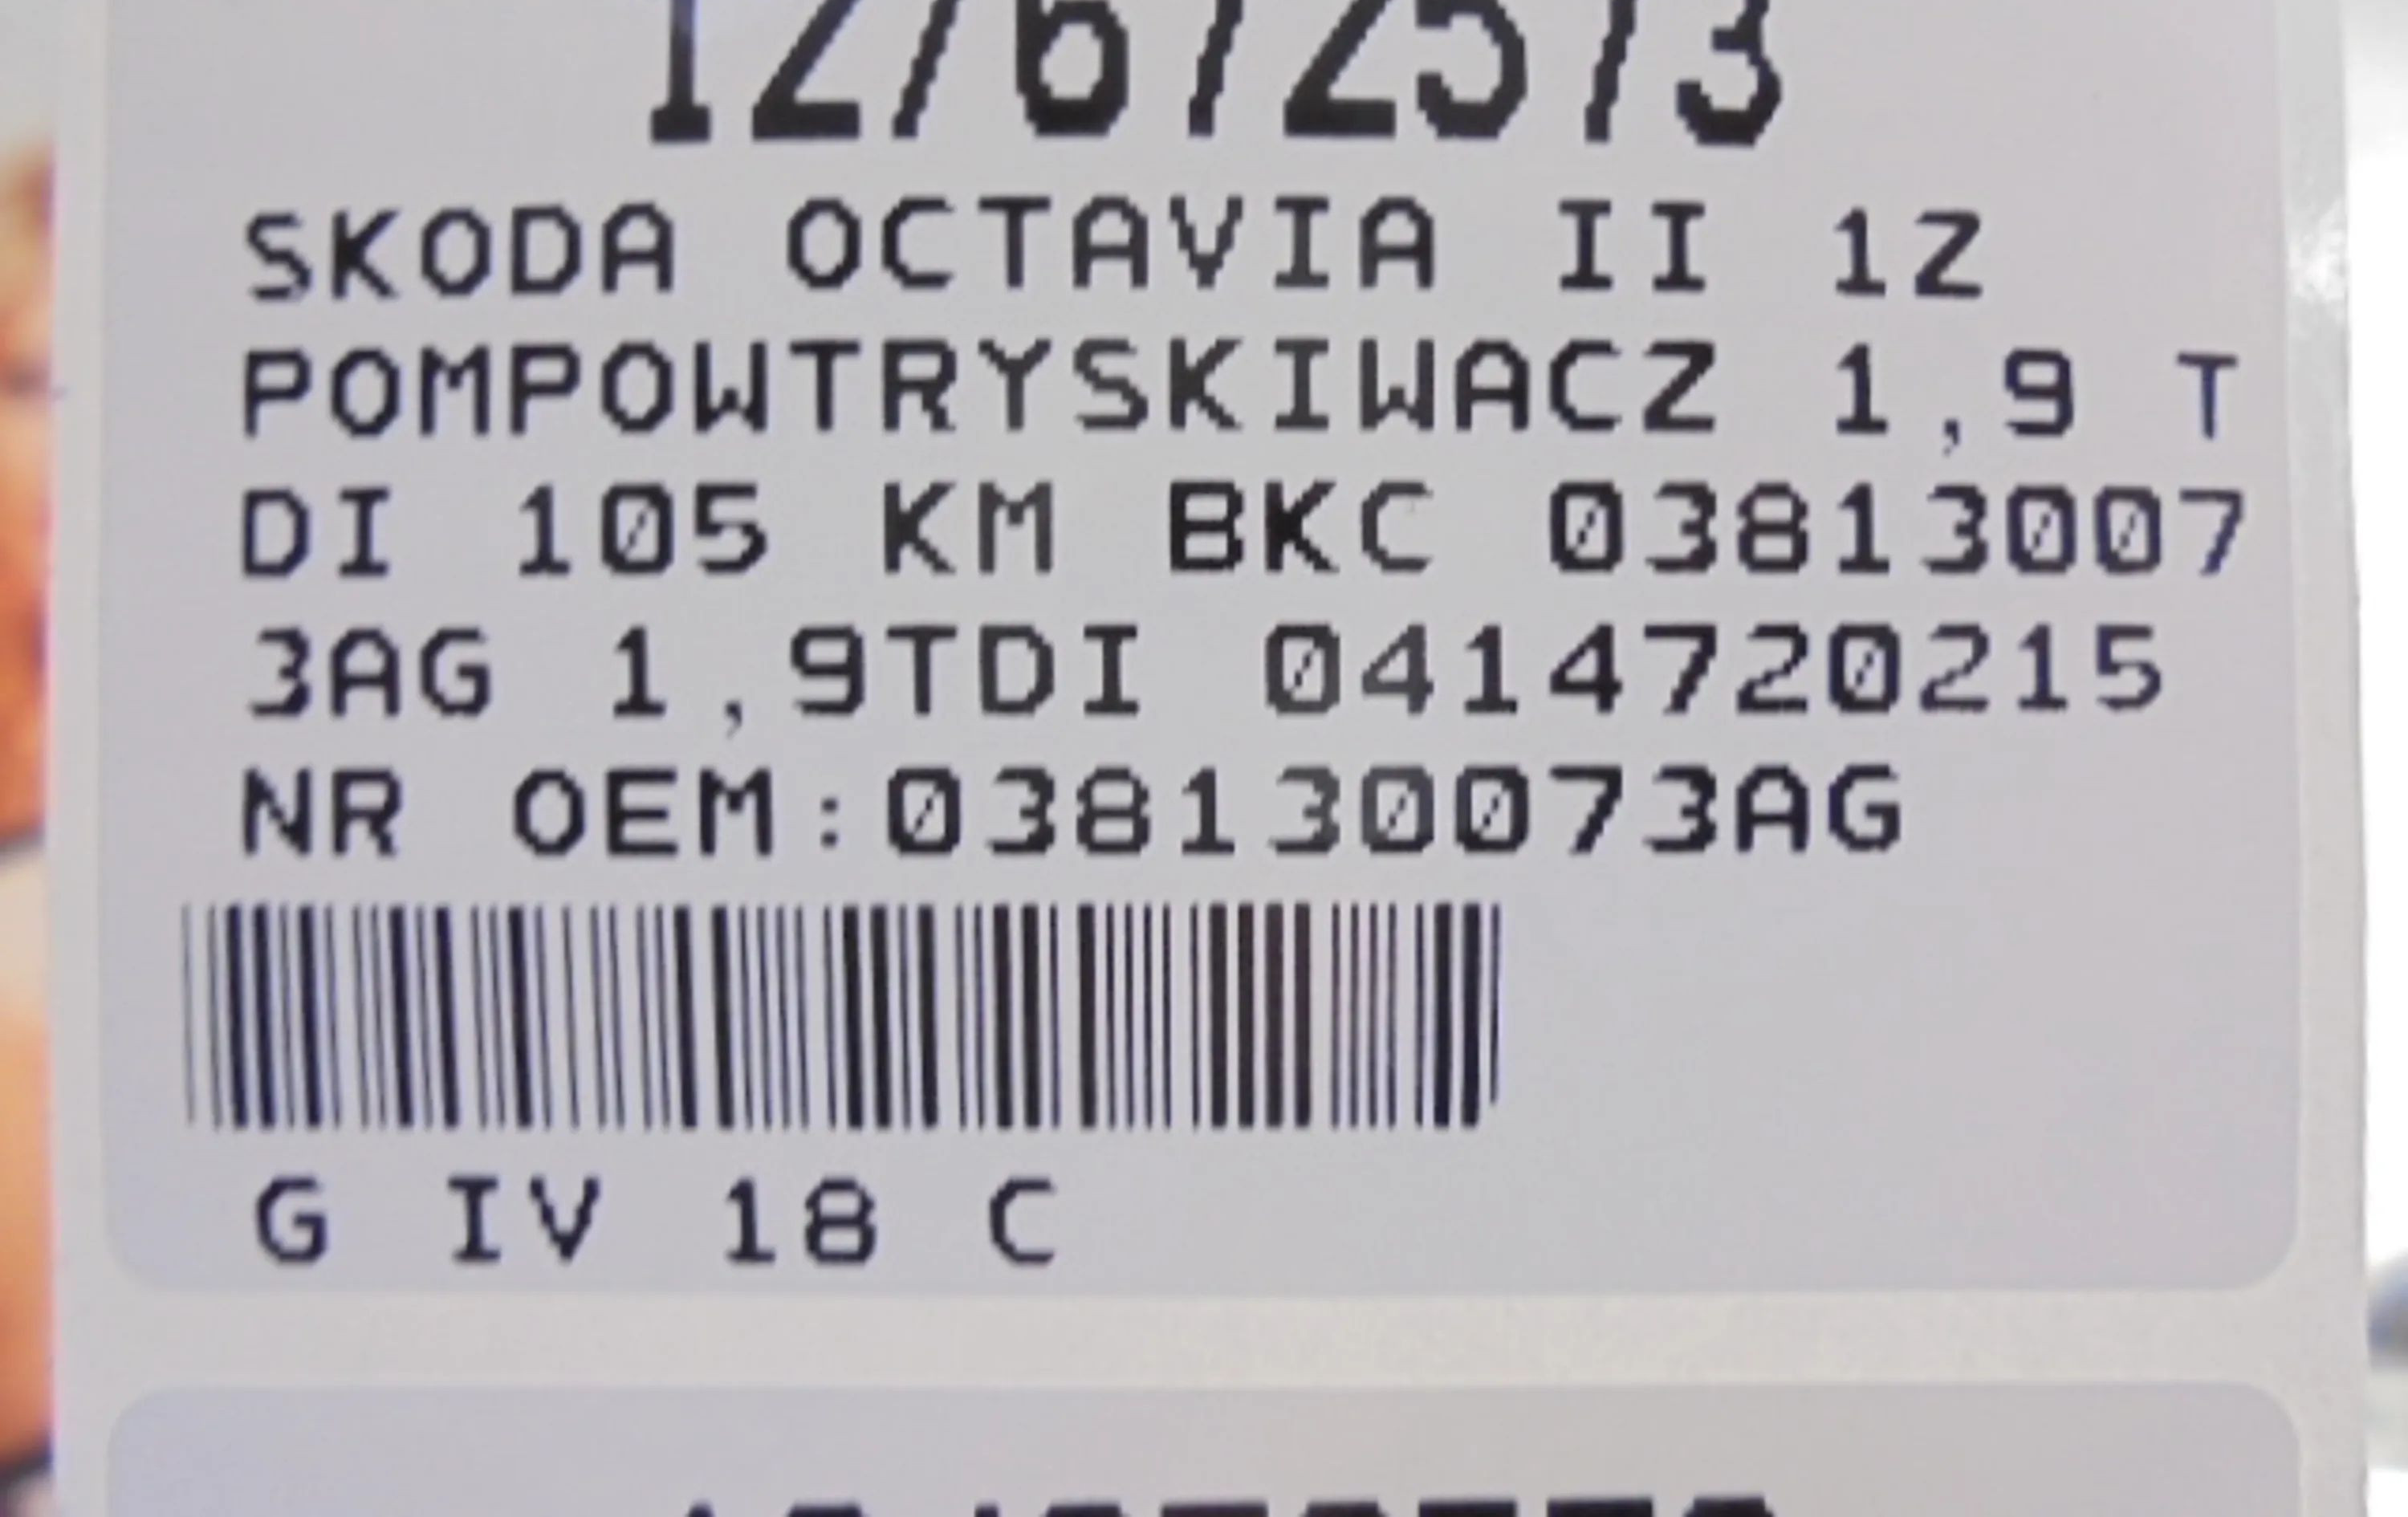 SKODA OCTAVIA II 1Z
POMPOWTRYSKIWACZ 1,9 T
DI 105 KM BKC 03813007
3AG 1,9TDI 0414720215
NR OEM:038130073AG
G IV 18 C